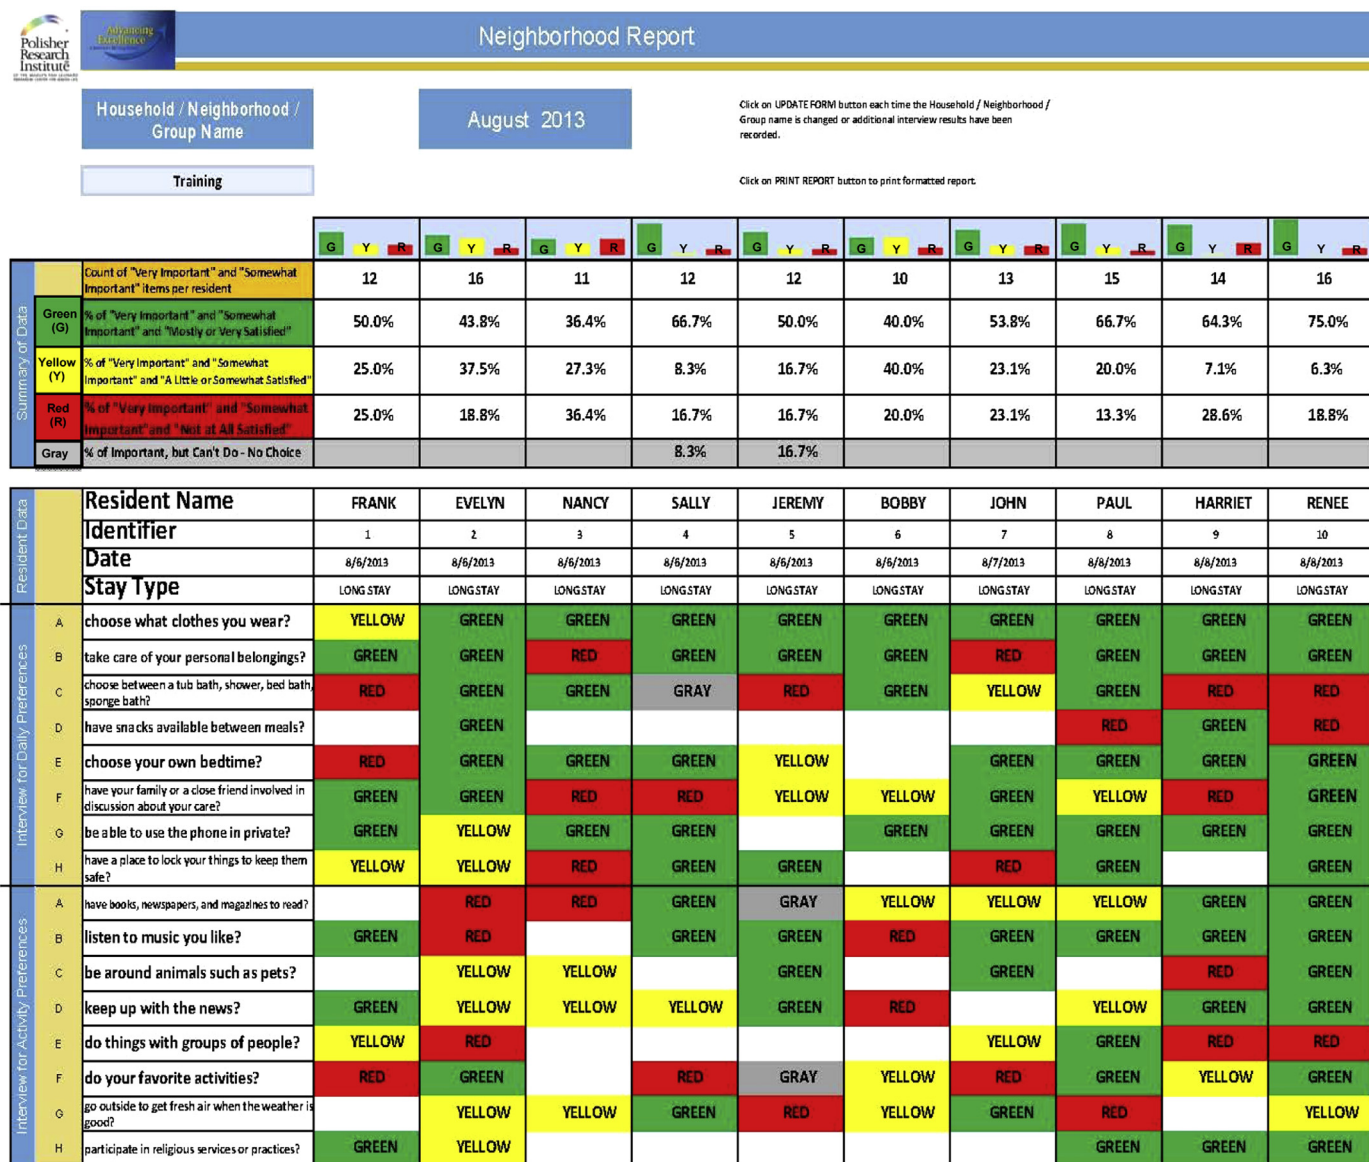 Polisher
Research
Institute
Advancing
Excellence
Neighborhood Report
Household / Neighborhood /
Group Name
August 2013
Click on UPDATE FORM button each time the Household / Neighborhood /
Group name is changed or additional interview results have been
recorded.
Training
Click on PRINT REPORT button to print formatted report.
G Y R G Y R G Y R G Y R G Y R G Y R G Y R G Y R G Y R G Y R
Summary of Data
Count of "Very Important" and "Somewhat
Important" items per resident
12 16 11 12 12 10 13 15 14 16
Green
(G)
% of "Very Important" and "Somewhat
Important" and "Mostly or Very Satisfied"
50.0% 43.8% 36.4% 66.7% 50.0% 40.0% 53.8% 66.7% 64.3% 75.0%
Yellow
(Y)
% of "Very Important" and "Somewhat
Important" and "A Little or Somewhat Satisfied"
25.0% 37.5% 27.3% 8.3% 16.7% 40.0% 23.1% 20.0% 7.1% 6.3%
Red
(R)
% of "Very Important" and "Somewhat
Important" and "Not at All Satisfied"
25.0% 18.8% 36.4% 16.7% 16.7% 20.0% 23.1% 13.3% 28.6% 18.8%
Gray % of Important, but Can't Do - No Choice 8.3% 16.7%
Resident Data
Resident Name FRANK EVELYN NANCY SALLY JEREMY BOBBY JOHN PAUL HARRIET RENEE
Identifier 1 2 3 4 5 6 7 8 9 10
Date 8/6/2013 8/6/2013 8/6/2013 8/6/2013 8/6/2013 8/6/2013 8/7/2013 8/8/2013 8/8/2013 8/8/2013
Stay Type LONG STAY LONG STAY LONG STAY LONG STAY LONG STAY LONG STAY LONG STAY LONG STAY LONG STAY LONG STAY
Interview for Daily Preferences
A choose what clothes you wear? YELLOW GREEN GREEN GREEN GREEN GREEN GREEN GREEN GREEN GREEN
B take care of your personal belongings? GREEN GREEN RED GREEN GREEN GREEN RED GREEN GREEN GREEN
C choose between a tub bath, shower, bed bath,
sponge bath?
RED GREEN GREEN GRAY RED GREEN YELLOW GREEN RED RED
D have snacks available between meals? GREEN RED GREEN RED
E choose your own bedtime? RED GREEN GREEN GREEN YELLOW GREEN GREEN GREEN GREEN
F have your family or a close friend involved in
discussion about your care?
GREEN GREEN RED RED YELLOW YELLOW GREEN YELLOW RED GREEN
G be able to use the phone in private? GREEN YELLOW GREEN GREEN GREEN GREEN GREEN GREEN GREEN
H have a place to lock your things to keep them
safe?
YELLOW YELLOW RED GREEN GREEN RED GREEN GREEN
Interview for Activity Preferences
A have books, newspapers, and magazines to read? RED RED GREEN GRAY YELLOW YELLOW YELLOW GREEN GREEN
B listen to music you like? GREEN RED GREEN GREEN RED GREEN GREEN GREEN GREEN
C be around animals such as pets? YELLOW YELLOW GREEN GREEN RED GREEN
D keep up with the news? GREEN YELLOW YELLOW YELLOW GREEN RED YELLOW GREEN GREEN
E do things with groups of people? YELLOW RED YELLOW GREEN RED RED
F do your favorite activities? RED GREEN RED GRAY YELLOW RED GREEN YELLOW GREEN
G go outside to get fresh air when the weather is
good?
YELLOW YELLOW GREEN RED YELLOW GREEN RED YELLOW
H participate in religious services or practices? GREEN YELLOW GREEN GREEN GREEN